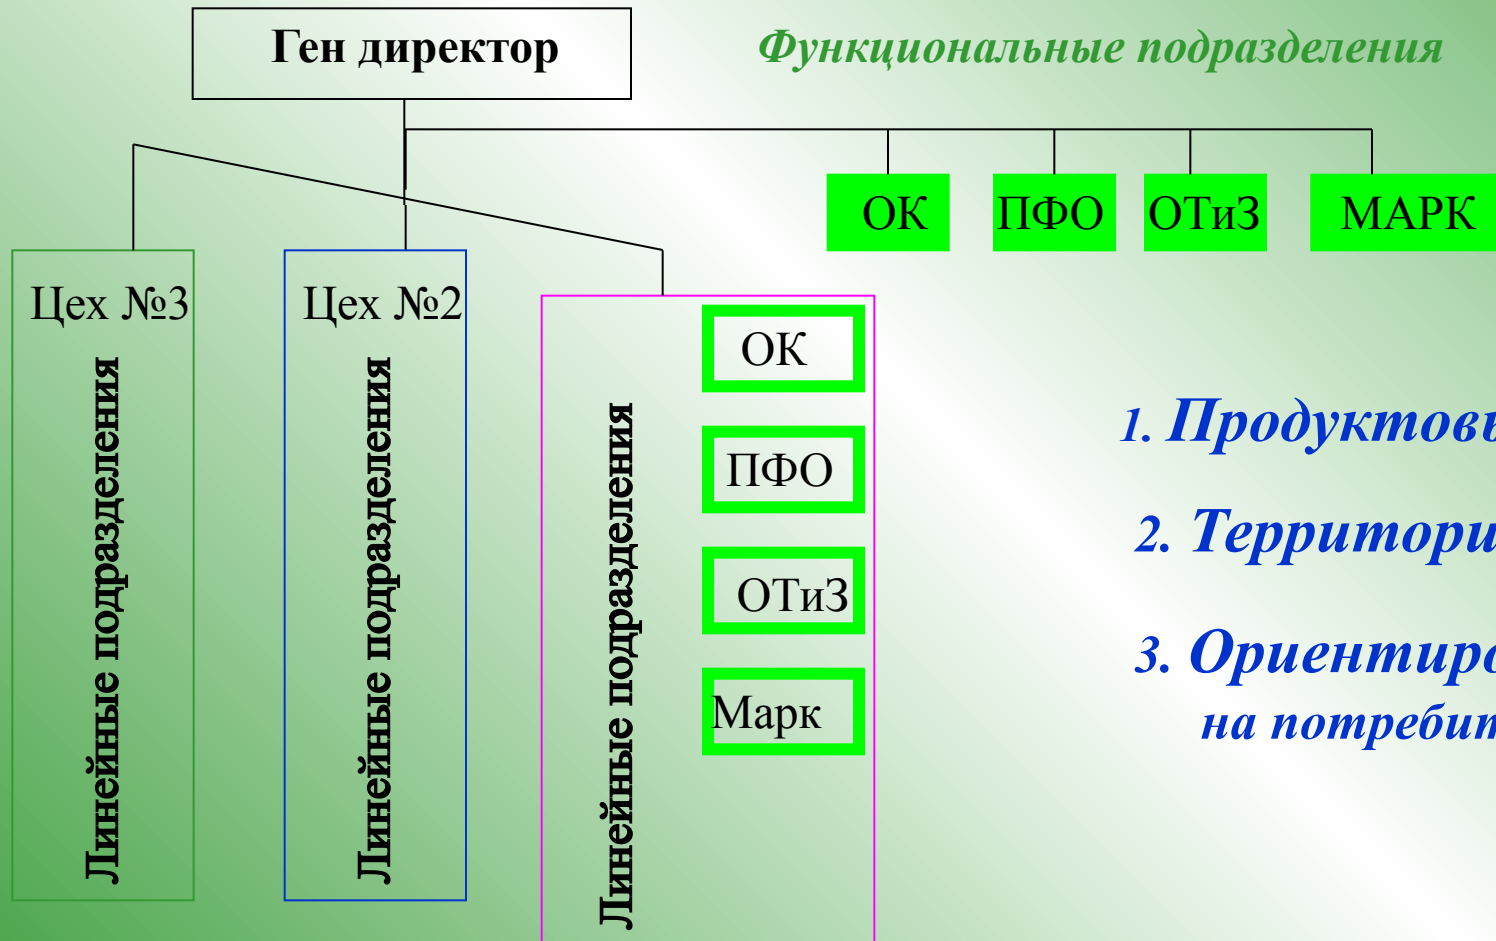 Ген директор
Функциональные подразделения
ОК
ПФО
ОТиЗ
МАРК
Цех №3
Линейные подразделения
Цех №2
Линейные подразделения
Линейные подразделения
ОК
ПФО
ОТиЗ
Марк
1.
2.
3.
на